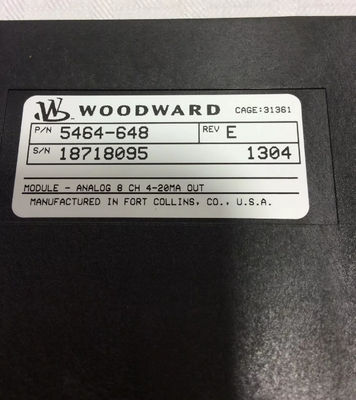 WOODWARD CAGE:31361
P/N 5464-648 REV E
S/N 18718095 1304
MODULE - ANALOG 8 CH 4-20MA OUT
MANUFACTURED IN FORT COLLINS, CO., U.S.A.